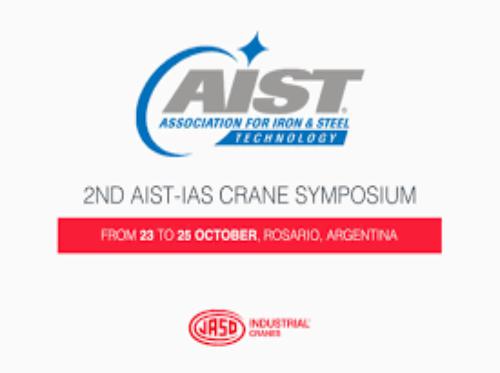 AIST
ASSOCIATION FOR IRON & STEEL
TECHNOLOGY
2ND AIST-IAS CRANE SYMPOSIUM
FROM 23 TO 25 OCTOBER, ROSARIO, ARGENTINA
JASO INDUSTRIAL
CRANES